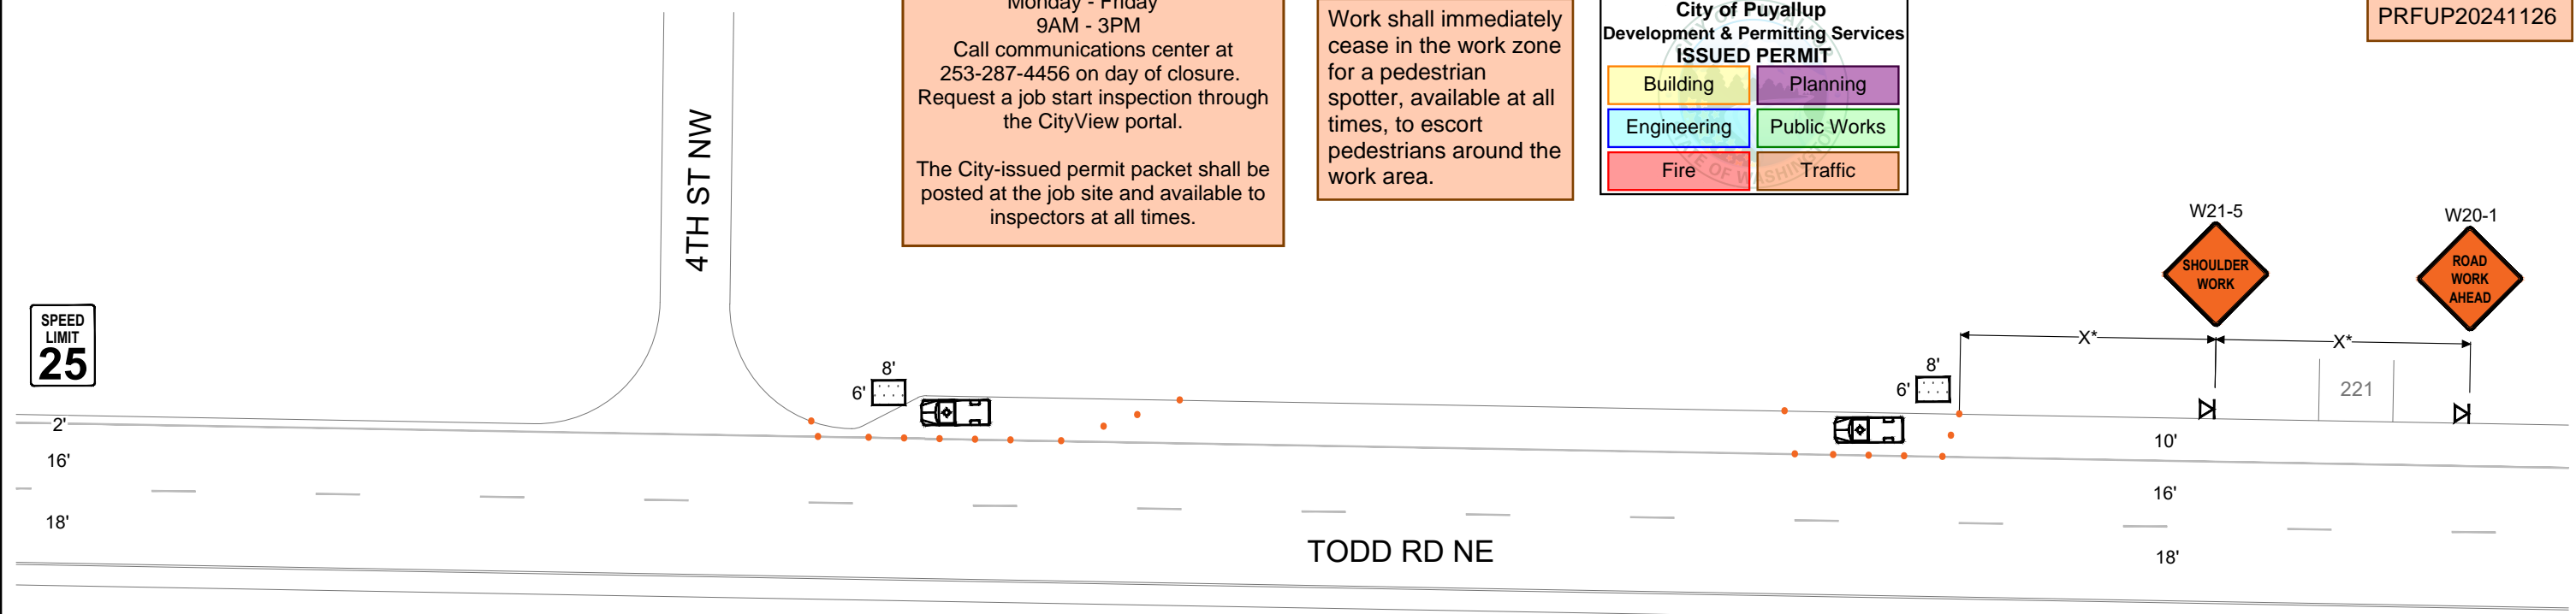 Monday - Friday
9AM - 3PM
Call communications center at
253-287-4456 on day of closure.
Request a job start inspection through
the CityView portal.
The City-issued permit packet shall be
posted at the job site and available to
inspectors at all times.
Work shall immediately
cease in the work zone
for a pedestrian
spotter, available at all
times, to escort
pedestrians around the
work area.
City of Puyallup
Development & Permitting Services
ISSUED PERMIT
Building
Planning
Engineering
Public Works
Fire
Traffic
PRFUP20241126
4TH ST NW
W21-5
SHOULDER
WORK
W20-1
ROAD
WORK
AHEAD
SPEED
LIMIT
25
X*
X*
8'
6'
8'
6'
221
2'
16'
18'
10'
16'
18'
TODD RD NE